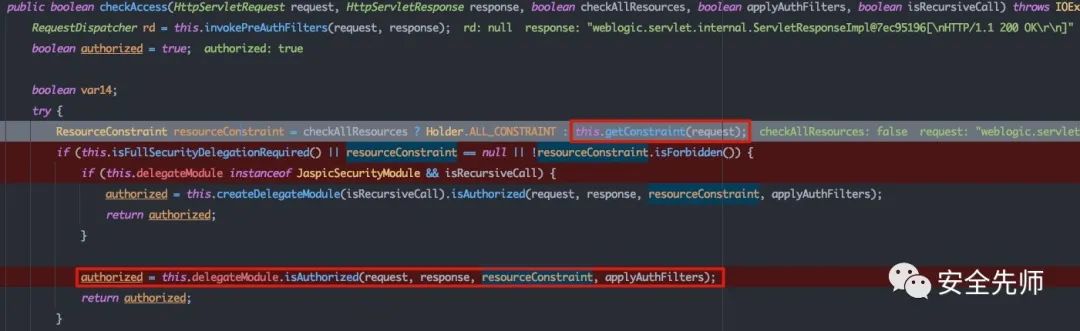 public boolean checkAccess(HttpServletRequest request, HttpServletResponse response, boolean checkAllResources, boolean applyAuthFilters, boolean isRecursiveCall) throws IOEx
RequestDispatcher rd = this.invokePreAuthFilters(request, response); rd: null response: "weblogic.servlet.internal.ServletResponseImpl@7ec95196[\nHTTP/1.1 200 OK\r\n]"
boolean authorized = true; authorized: true
boolean var14;
try {
ResourceConstraint resourceConstraint = checkAllResources ? Holder.ALL_CONSTRAINT : this.getConstraint(request); checkAllResources: false request: "weblogic.servlet
if (this.isFullSecurityDelegationRequired() || resourceConstraint == null || !resourceConstraint.isForbidden()) {
if (this.delegateModule instanceof JaspicSecurityModule && isRecursiveCall) {
authorized = this.createDelegateModule(isRecursiveCall).isAuthorized(request, response, resourceConstraint, applyAuthFilters);
return authorized;
}
authorized = this.delegateModule.isAuthorized(request, response, resourceConstraint, applyAuthFilters);
return authorized;
}
安全先师